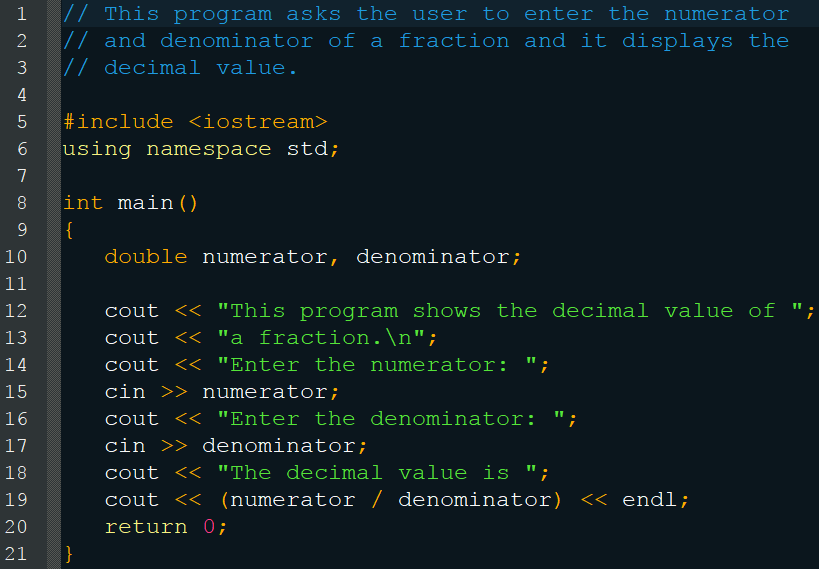 1 // This program asks the user to enter the numerator
2 // and denominator of a fraction and it displays the
3 // decimal value.
4
5 #include <iostream>
6 using namespace std;
7
8 int main()
9 {
10    double numerator, denominator;
11
12    cout << "This program shows the decimal value of ";
13    cout << "a fraction.\n";
14    cout << "Enter the numerator: ";
15    cin >> numerator;
16    cout << "Enter the denominator: ";
17    cin >> denominator;
18    cout << "The decimal value is ";
19    cout << (numerator / denominator) << endl;
20    return 0;
21 }